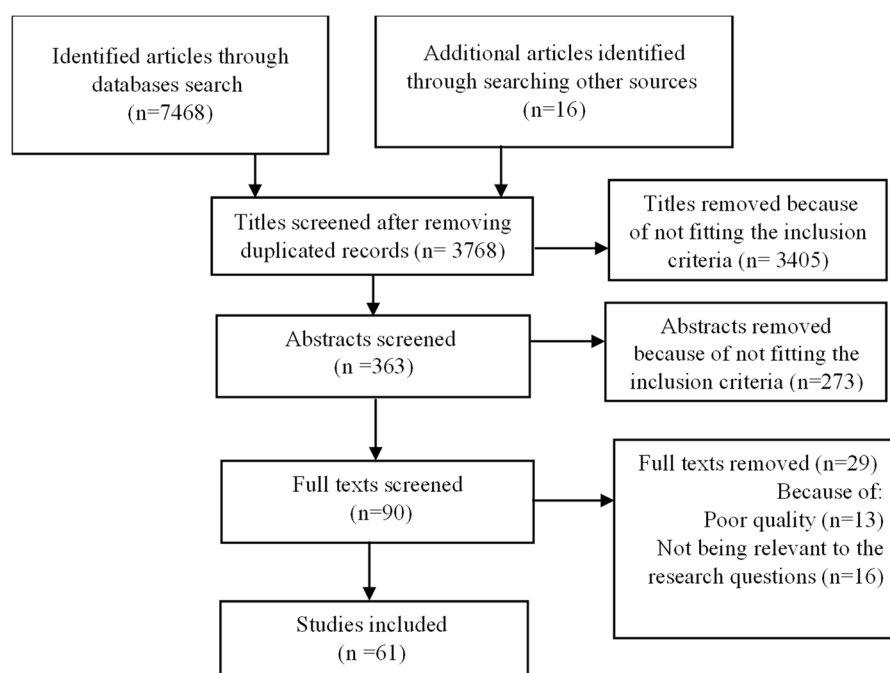 Identified articles through
databases search
(n=7468)
Additional articles identified
through searching other sources
(n=16)
Titles screened after removing
duplicated records (n= 3768)
Titles removed because
of not fitting the inclusion
criteria (n= 3405)
Abstracts screened
(n =363)
Abstracts removed
because of not fitting the
inclusion criteria (n=273)
Full texts screened
(n=90)
Full texts removed (n=29)
Because of:
Poor quality (n=13)
Not being relevant to the
research questions (n=16)
Studies included
(n =61)